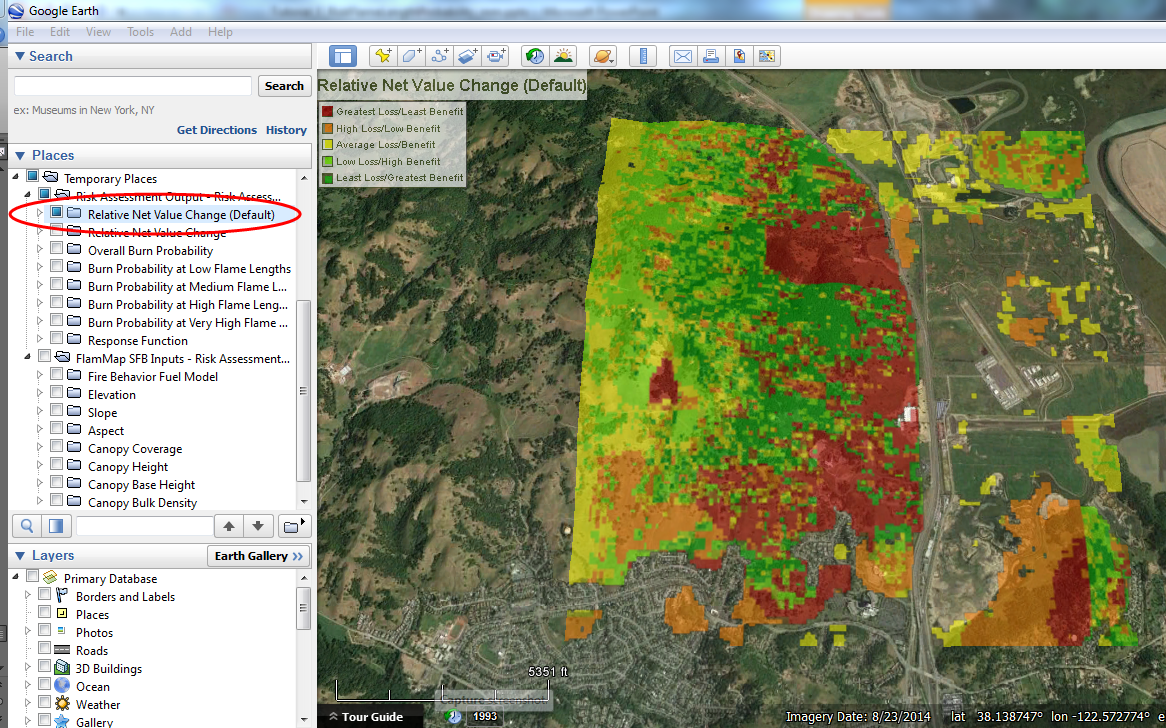 Google Earth
File Edit View Tools Add Help
Search
Search
ex: Museums in New York, NY
Get Directions History
Places
Temporary Places
Risk Assessment Output - Risk Assess...
Relative Net Value Change (Default)
Relative Net Value Change
Overall Burn Probability
Burn Probability at Low Flame Lengths
Burn Probability at Medium Flame L...
Burn Probability at High Flame Leng...
Burn Probability at Very High Flame ...
Response Function
FlamMap SFB Inputs - Risk Assessment...
Fire Behavior Fuel Model
Elevation
Slope
Aspect
Canopy Coverage
Canopy Height
Canopy Base Height
Canopy Bulk Density
Layers
Earth Gallery >>
Primary Database
Borders and Labels
Places
Photos
Roads
3D Buildings
Ocean
Weather
Gallery
Relative Net Value Change (Default)
Greatest Loss/Least Benefit
High Loss/Low Benefit
Average Loss/Benefit
Low Loss/High Benefit
Least Loss/Greatest Benefit
5351 ft
Capture Screenshot
Tour Guide
1993
Imagery Date: 8/23/2014 lat 38.138747° lon -122.572774° e